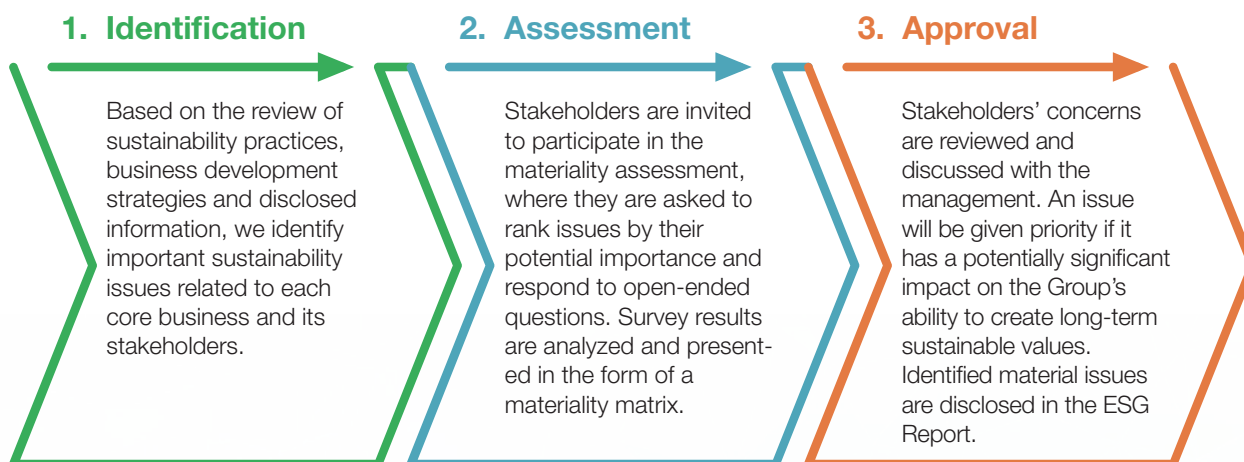 1. Identification
Based on the review of
sustainability practices,
business development
strategies and disclosed
information, we identify
important sustainability
issues related to each
core business and its
stakeholders.
2. Assessment
Stakeholders are invited
to participate in the
materiality assessment,
where they are asked to
rank issues by their
potential importance and
respond to open-ended
questions. Survey results
are analyzed and present-
ed in the form of a
materiality matrix.
3. Approval
Stakeholders’ concerns
are reviewed and
discussed with the
management. An issue
will be given priority if it
has a potentially significant
impact on the Group’s
ability to create long-term
sustainable values.
Identified material issues
are disclosed in the ESG
Report.